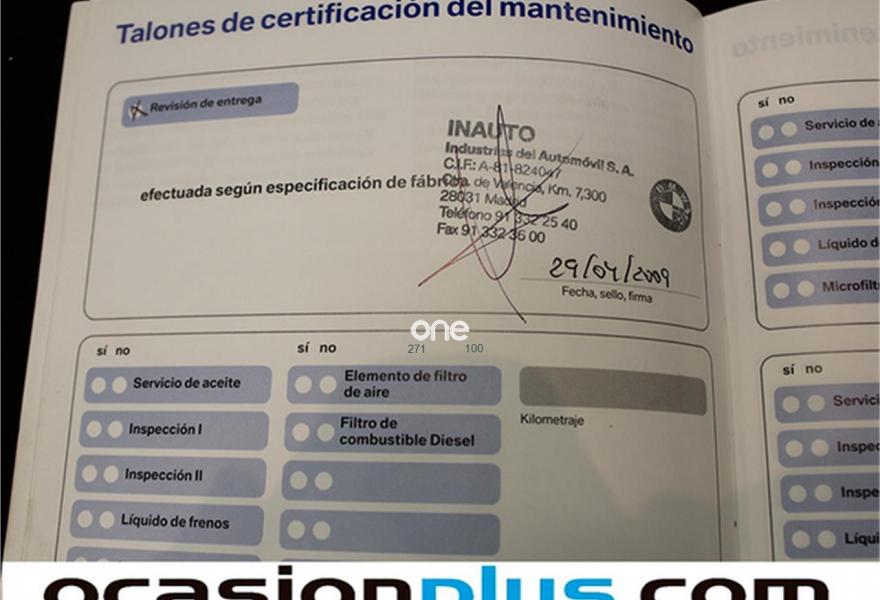 Talones de certificación del mantenimiento
Revisión de entrega
efectuada según especificación de fábrica.
INAUTO
Industrias del Automóvil S. A.
C.I.F.: A-81-824047
Ctra. de Valencia, Km. 7,300
28031 Madrid
Teléfono 91 332 25 40
Fax 91 332 36 00
BMW
29/04/2009
Fecha, sello, firma
one
271 100
sí no
Servicio de aceite
Inspección I
Inspección II
Líquido de frenos
sí no
Elemento de filtro
de aire
Filtro de
combustible Diesel
Kilometraje
sí no
Servicio de
Inspección
Inspección
Líquido d
Microfilt
sí no
Servici
Inspe
Inspe
Líqui
ocasionplus.com